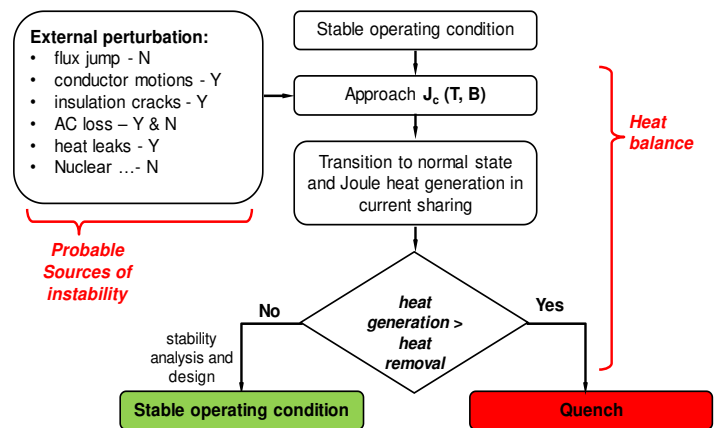 External perturbation:
• flux jump - N
• conductor motions - Y
• insulation cracks - Y
• AC loss – Y & N
• heat leaks - Y
• Nuclear …- N
Probable
Sources of
instability
Stable operating condition
Approach Jc (T, B)
Transition to normal state
and Joule heat generation in
current sharing
Heat
balance
heat
generation >
heat
removal
No
Yes
stability
analysis and
design
Stable operating condition
Quench